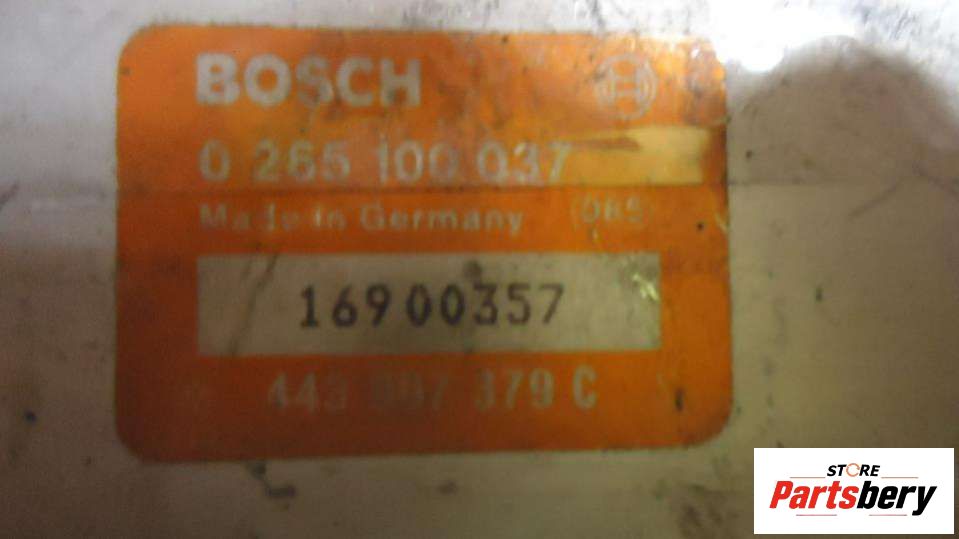 BOSCH
0 265 100 037
Made in Germany
16900357
443 907 379 C
STORE
Partsbery